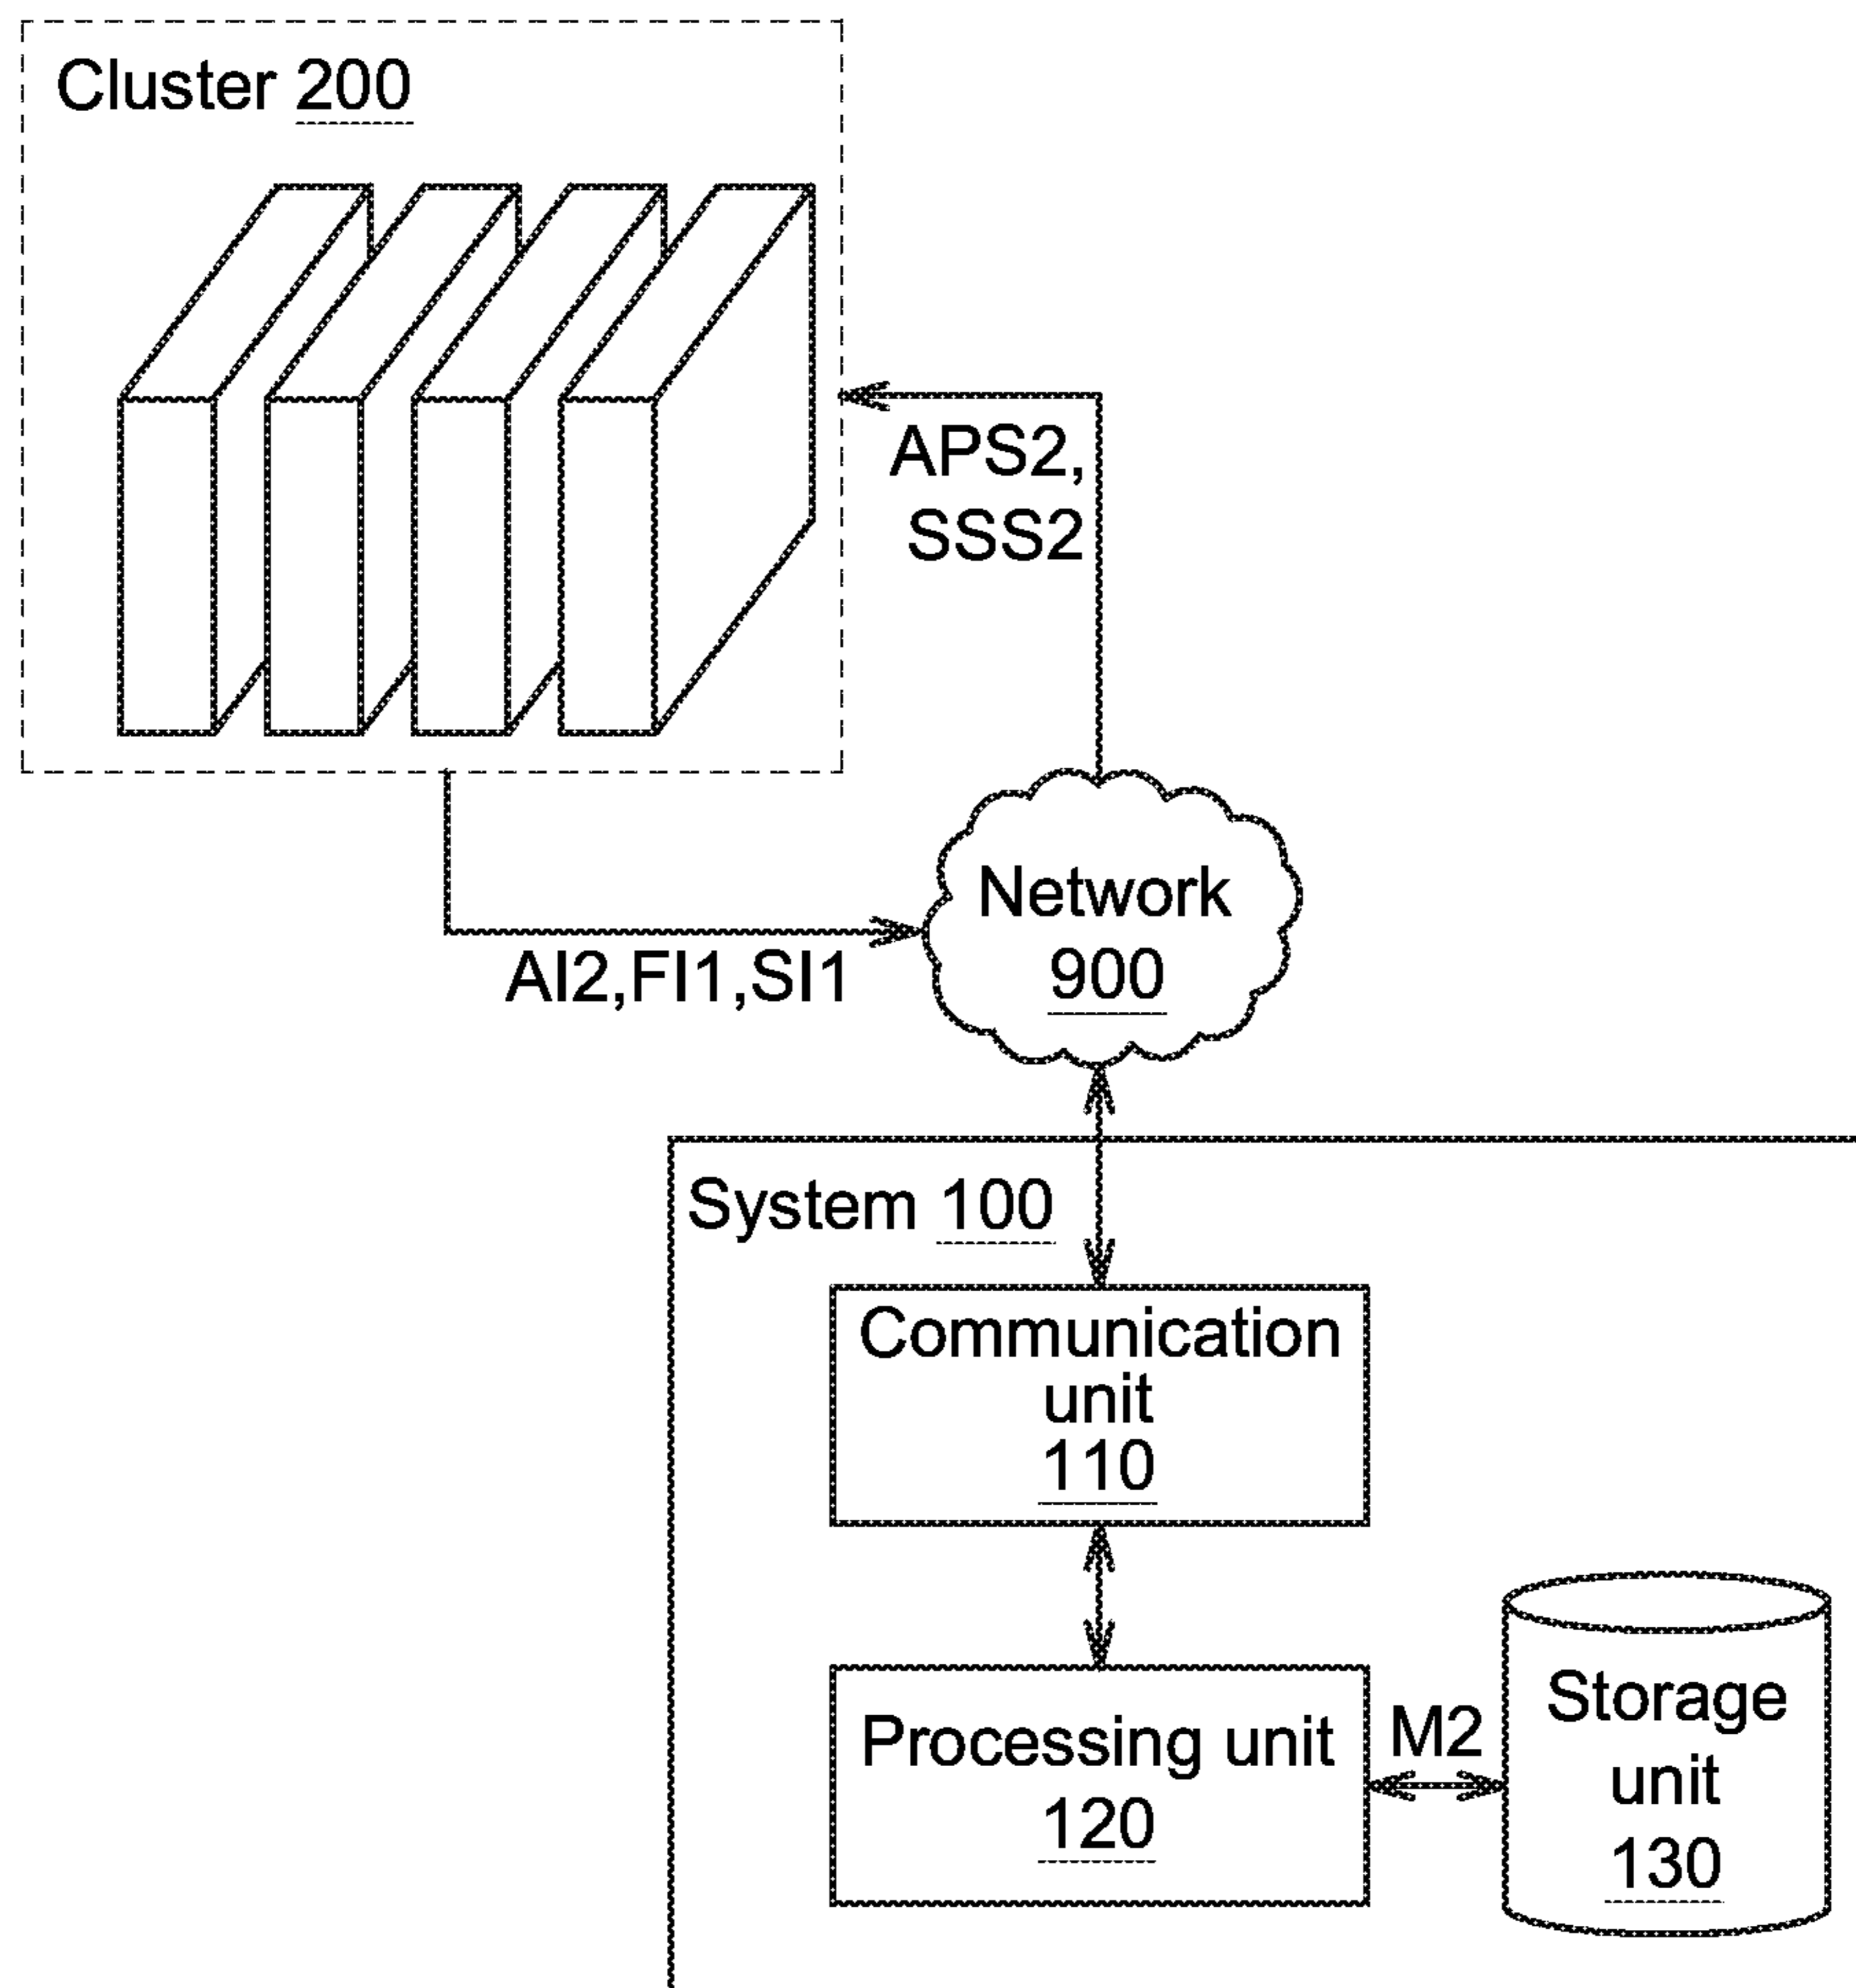 Cluster 200
APS2,
SSS2
AI2,FI1,SI1
Network
900
System 100
Communication
unit
110
Processing unit
120
M2
Storage
unit
130